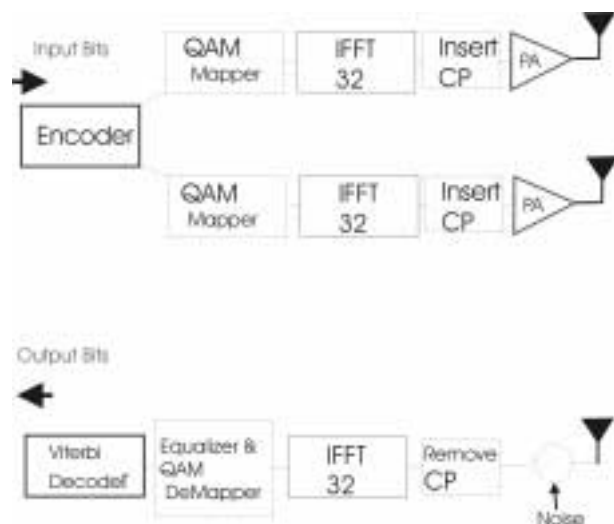 Input Bits
QAM
Mapper
IFFT
32
Insert
CP
PA
Encoder
QAM
Mapper
IFFT
32
Insert
CP
PA
Output Bits
Viterbi
Decodef
Equalizer &
QAM
DeMapper
IFFT
32
Remove
CP
Noise